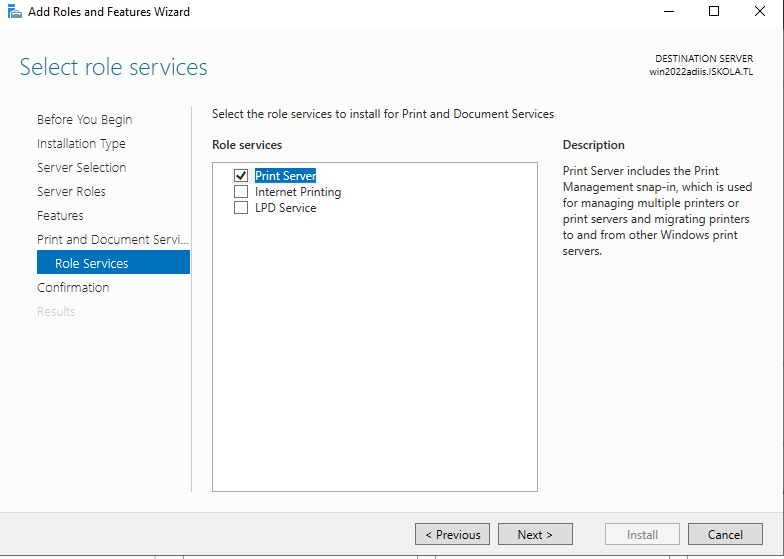 Add Roles and Features Wizard
Select role services
DESTINATION SERVER
win2022adiis.ISKOLA.TL
Before You Begin
Installation Type
Server Selection
Server Roles
Features
Print and Document Servi...
Role Services
Confirmation
Results
Select the role services to install for Print and Document Services
Role services
Print Server
Internet Printing
LPD Service
Description
Print Server includes the Print
Management snap-in, which is used
for managing multiple printers or
print servers and migrating printers
to and from other Windows print
servers.
< Previous
Next >
Install
Cancel